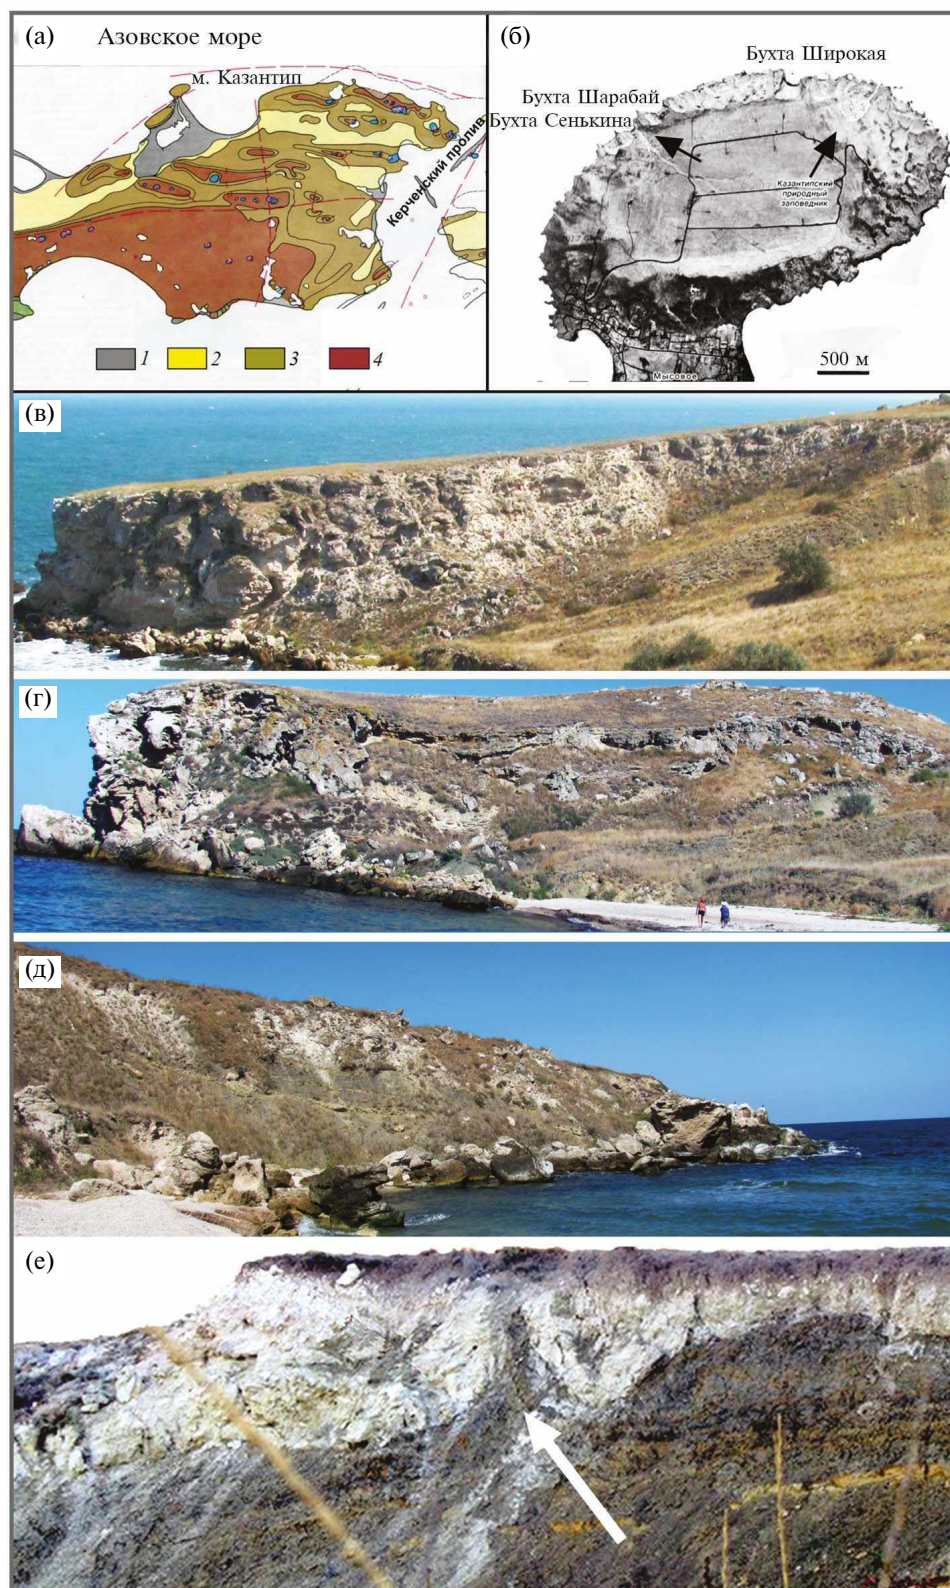 (а)
Азовское море
м. Казантип
Керченский пролив
1
2
3
4
(б)
Бухта Широкая
Бухта Шарабай
Бухта Сенькина
Казантипский
природный
заповедник
500 м
Мысовое
(в)
(г)
(д)
(е)